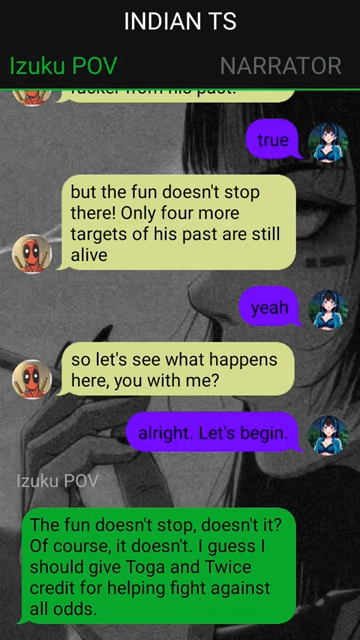 INDIAN TS
Izuku POV
NARRATOR
true
but the fun doesn't stop
there! Only four more
targets of his past are still
alive
yeah
so let's see what happens
here, you with me?
alright. Let's begin.
Izuku POV
The fun doesn't stop, doesn't it?
Of course, it doesn't. I guess I
should give Toga and Twice
credit for helping fight against
all odds.